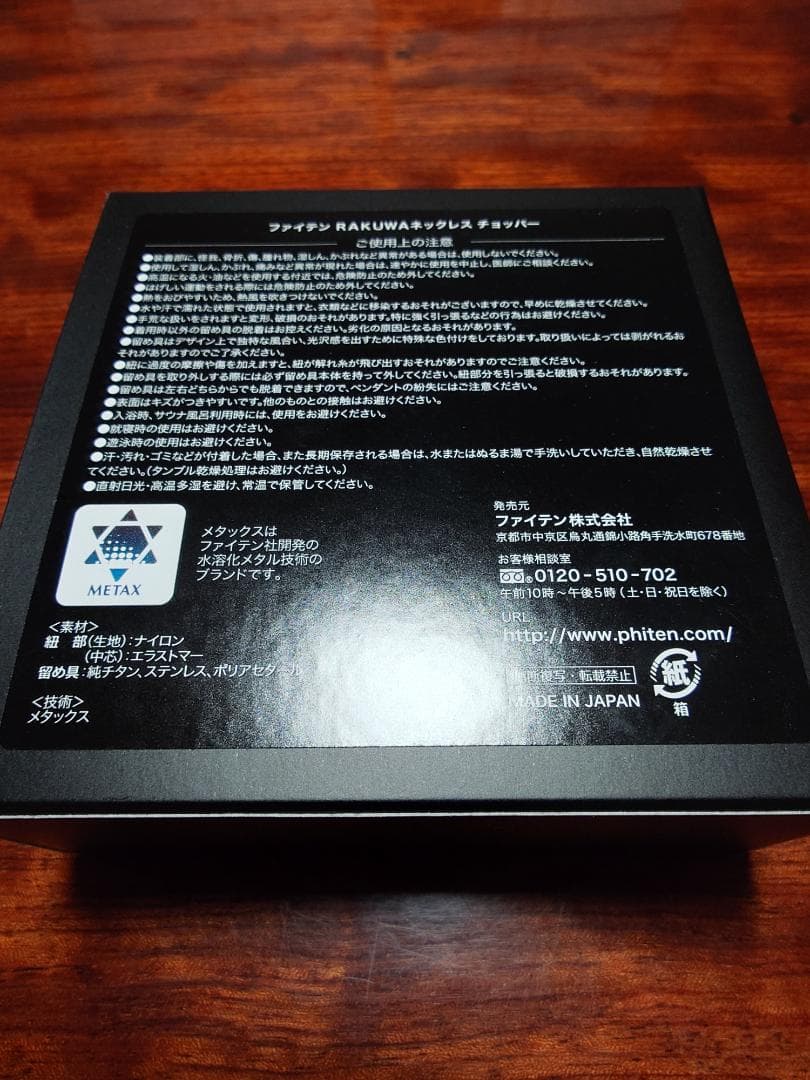 ファイテン RAKUWAネックレス チョッパー
ご使用上の注意
●装着部に、怪我、骨折、傷、腫れ物、湿しん、かぶれなど異常がある場合は、使用しないでください。
●使用して湿しん、かぶれ、痛みなど異常が現れた場合は、速やかに使用を中止し、医師にご相談ください。
●高温になる火・油などを使用する付近では、危険防止のため外してください。
●はげしい運動をされる際には危険防止のため外してください。
●熱をおびやすいため、熱風を吹きつけないでください。
●水や汗で濡れた状態で使用されますと、衣類などに移染するおそれがございますので、早めに乾燥させてください。
●手荒な扱いをされますと変形、破損のおそれがあります。特に強く引っ張るなどの行為はお避けください。
●着用時以外の留め具の脱着はお控えください。劣化の原因となるおそれがあります。
●留め具はデザイン上で独特な風合い、光沢感を出すために特殊な色付けをしております。取り扱いによっては剥がれるお
それがありますのでご了承ください。
●紐に過度の摩擦や傷を加えますと、紐が解れ糸が飛び出すおそれがありますのでご注意ください。
●留め具を取り外しする際には必ず留め具本体を持って外してください。紐部分を引っ張ると破損するおそれがあります。
●留め具は左右どちらからでも脱着できますので、ペンダントの紛失にはご注意ください。
●表面はキズがつきやすいです。他のものとの接触はお避けください。
●入浴時、サウナ風呂利用時には、使用をお避けください。
●就寝時の使用はお避けください。
●遊泳時の使用はお避けください。
●汗・汚れ・ゴミなどが付着した場合、また長期保存される場合は、水またはぬるま湯で手洗いしていただき、自然乾燥させ
てください。(タンブル乾燥処理はお避けください。)
●直射日光・高温多湿を避け、常温で保管してください。
METAX
メタックスは
ファイテン社開発の
水溶化メタル技術の
ブランドです。
<素材>
紐 部(生地):ナイロン
(中芯):エラストマー
留め具:純チタン、ステンレス、ポリアセタール
<技術>
メタックス
発売元
ファイテン株式会社
京都市中京区烏丸通錦小路角手洗水町678番地
お客様相談室
0120-510-702
午前10時~午後5時(土・日・祝日を除く)
URL
http://www.phiten.com/
無断複写・転載禁止
MADE IN JAPAN
紙
箱